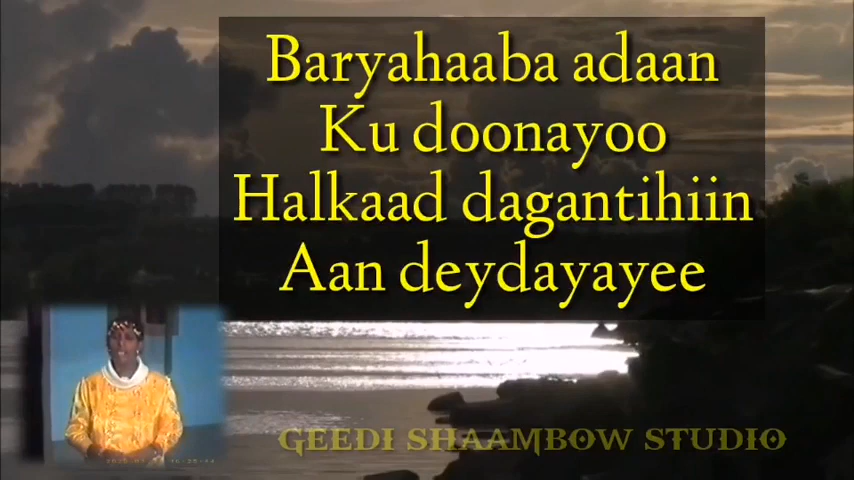 Baryahaaba adaan
Ku doonayoo
Halkaad dagantihiin
Aan deydayayee
GEEDI SHAAMBOW STUDIO